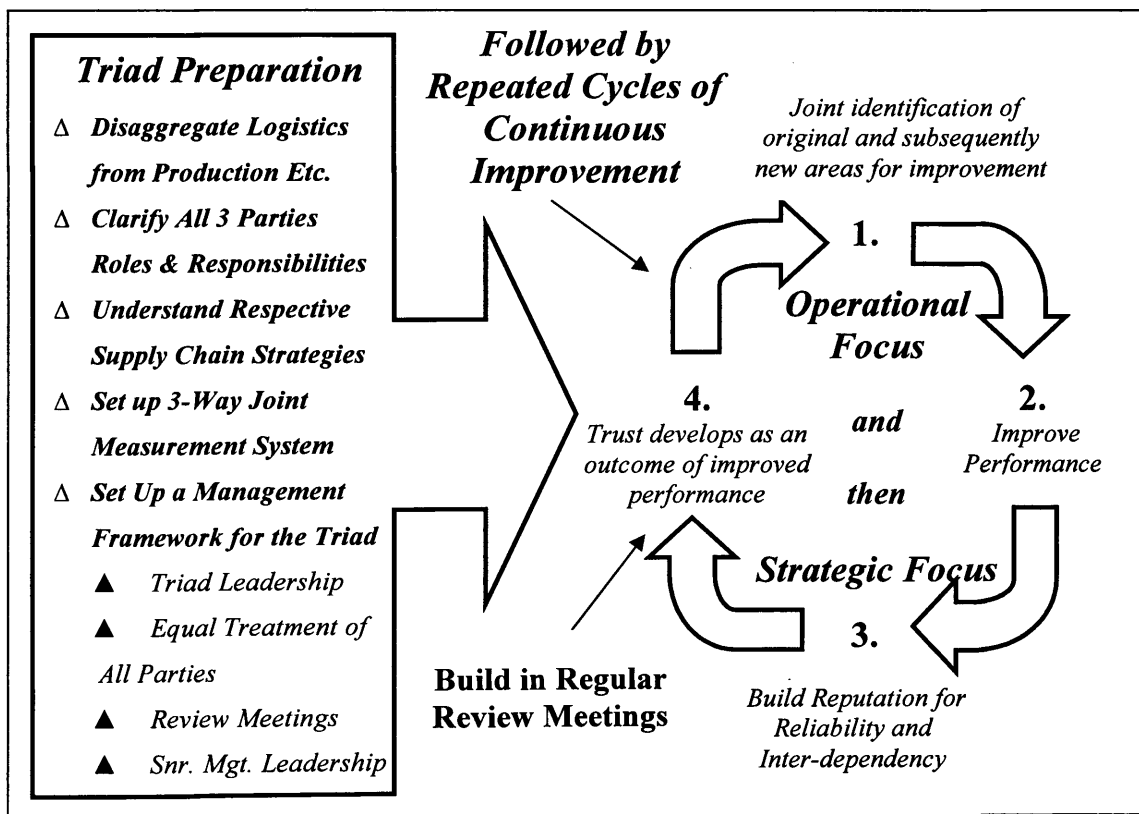 Triad Preparation
Δ Disaggregate Logistics
from Production Etc.
Δ Clarify All 3 Parties
Roles & Responsibilities
Δ Understand Respective
Supply Chain Strategies
Δ Set up 3-Way Joint
Measurement System
Δ Set Up a Management
Framework for the Triad
▲ Triad Leadership
▲ Equal Treatment of
All Parties
▲ Review Meetings
▲ Snr. Mgt. Leadership
Followed by
Repeated Cycles of
Continuous
Improvement
Joint identification of
original and subsequently
new areas for improvement
1.
Operational
Focus
2.
Improve
Performance
and
then
Strategic Focus
3.
Build Reputation for
Reliability and
Inter-dependency
4.
Trust develops as an
outcome of improved
performance
Build in Regular
Review Meetings